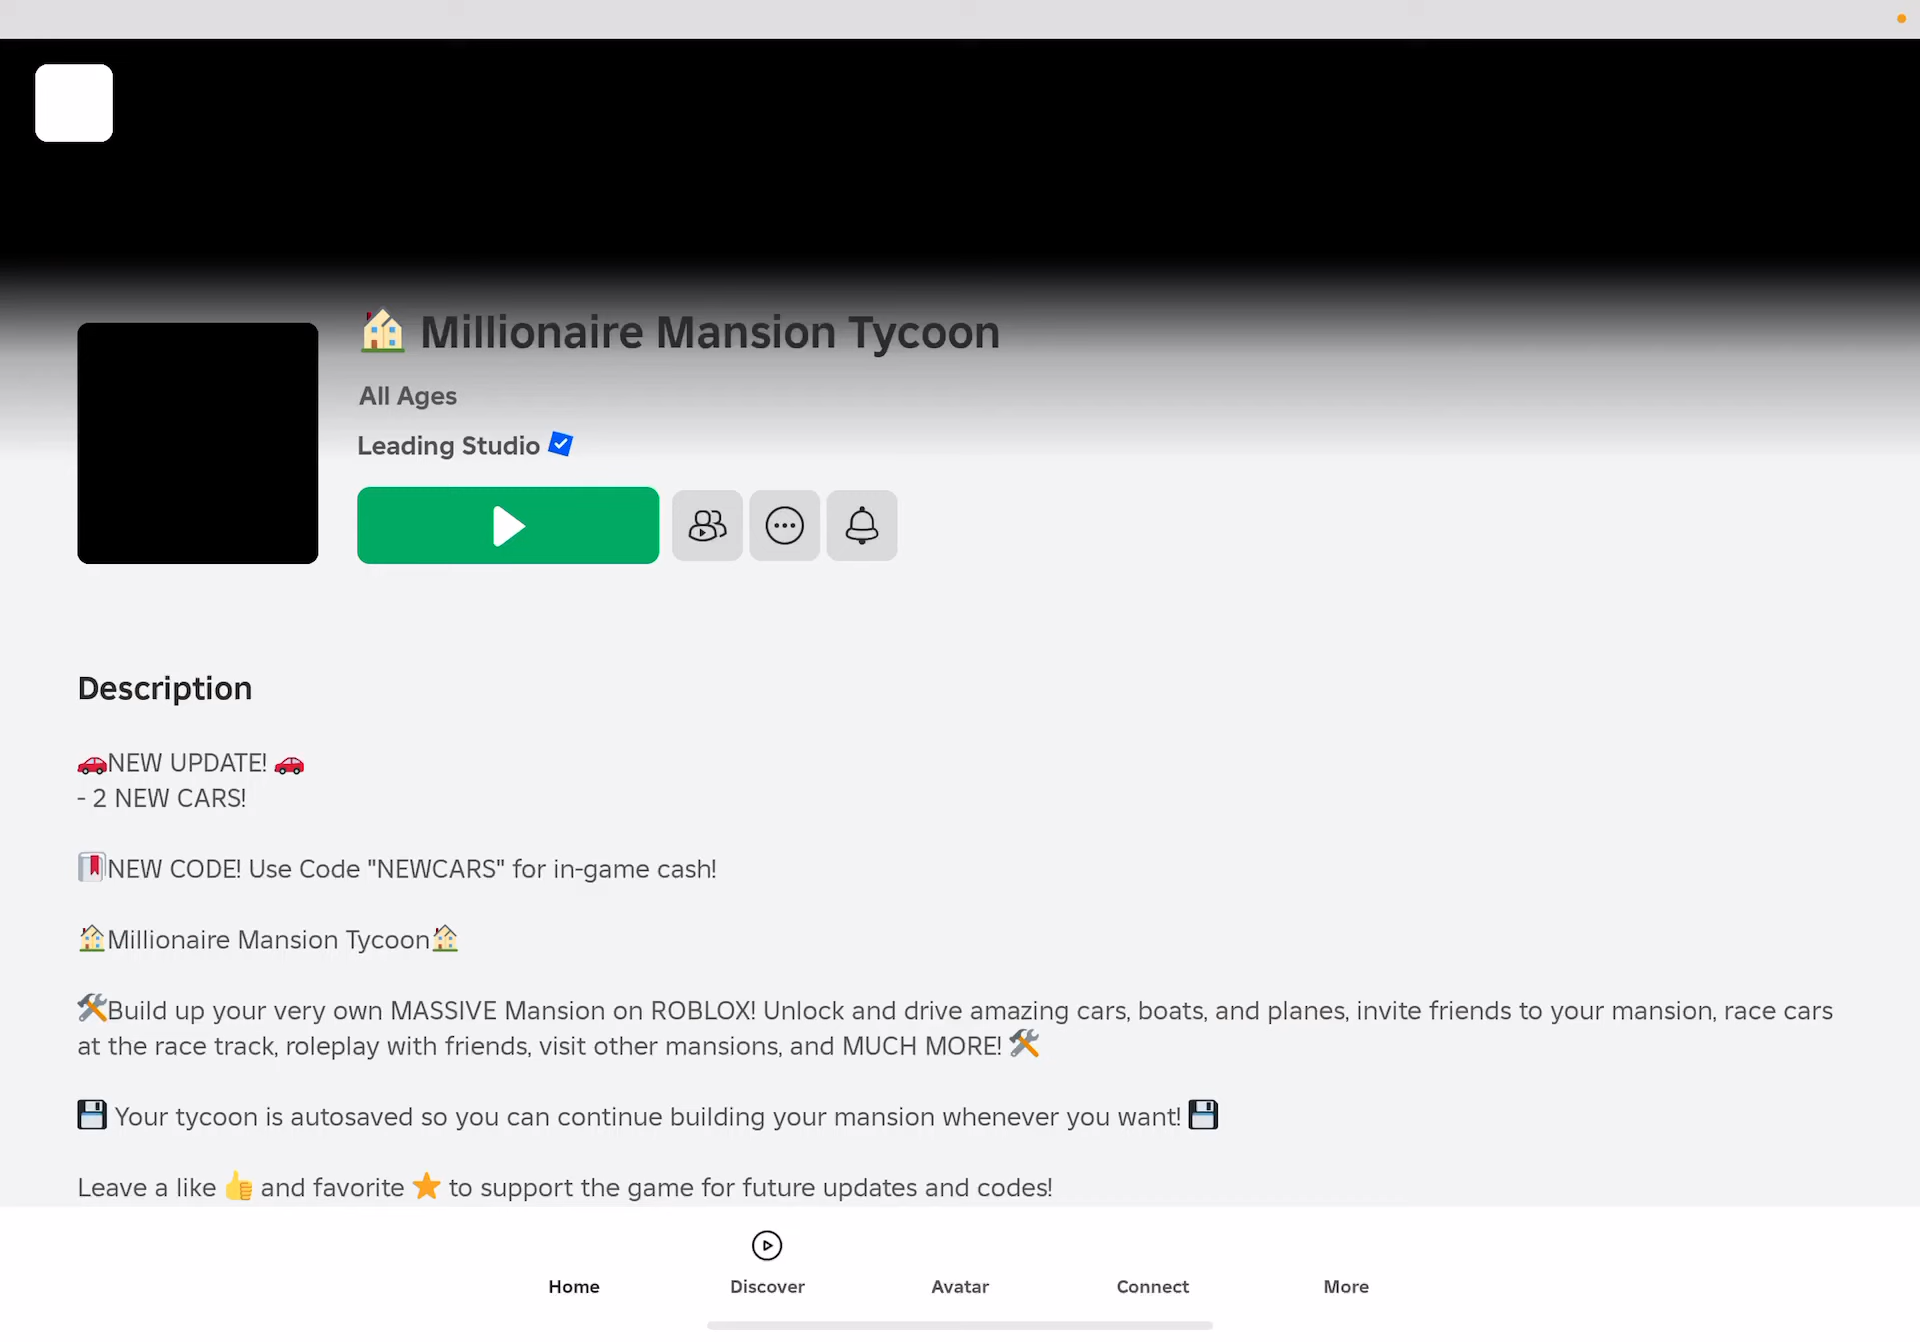 🏠 Millionaire Mansion Tycoon
All Ages
Leading Studio
Description
🚗NEW UPDATE! 🚗
- 2 NEW CARS!
📑NEW CODE! Use Code "NEWCARS" for in-game cash!
🏠Millionaire Mansion Tycoon🏠
🛠️Build up your very own MASSIVE Mansion on ROBLOX! Unlock and drive amazing cars, boats, and planes, invite friends to your mansion, race cars
at the race track, roleplay with friends, visit other mansions, and MUCH MORE! 🛠️
💾 Your tycoon is autosaved so you can continue building your mansion whenever you want! 💾
Leave a like 👍 and favorite ⭐ to support the game for future updates and codes!
Home
Discover
Avatar
Connect
More